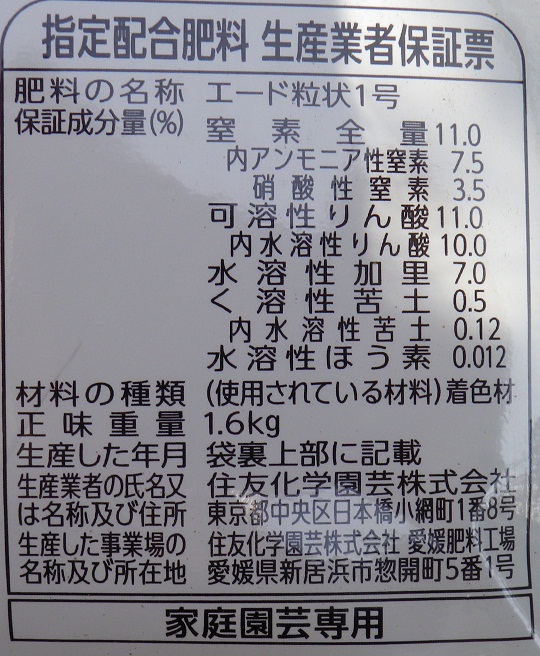 指定配合肥料 生産業者保証票
肥料の名称 エード粒状1号
保証成分量(%) 窒素全量11.0
内アンモニア性窒素 7.5
硝酸性窒素 3.5
可溶性りん酸11.0
内水溶性りん酸 10.0
水溶性加里 7.0
く溶性苦土 0.5
内水溶性苦土 0.12
水溶性ほう素 0.012
材料の種類 (使用されている材料)着色材
正味重量 1.6kg
生産した年月 袋裏上部に記載
生産業者の氏名又 住友化学園芸株式会社
は名称及び住所 東京都中央区日本橋小網町1番8号
生産した事業場の 住友化学園芸株式会社 愛媛肥料工場
名称及び所在地 愛媛県新居浜市惣開町5番1号
家庭園芸専用